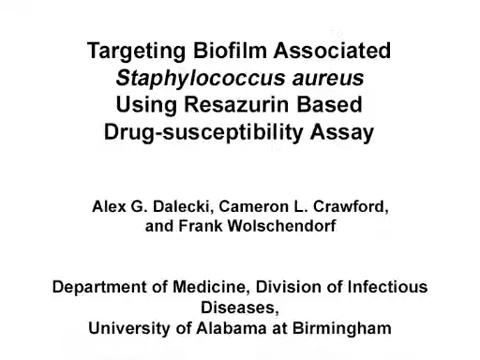 Targeting Biofilm Associated
Staphylococcus aureus
Using Resazurin Based
Drug-susceptibility Assay
Alex G. Dalecki, Cameron L. Crawford,
and Frank Wolschendorf
Department of Medicine, Division of Infectious
Diseases,
University of Alabama at Birmingham